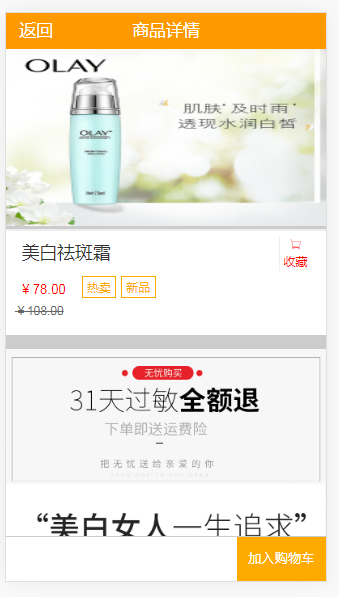 返回 商品详情
OLAY
肌肤·及时雨·
透现水润白皙
OLAY
美白祛斑霜
收藏
¥ 78.00 热卖 新品
¥ 108.00
无忧购买
31天过敏全额退
下单即送运费险
把无忧送给亲爱的你
“美白女人一生追求”
加入购物车